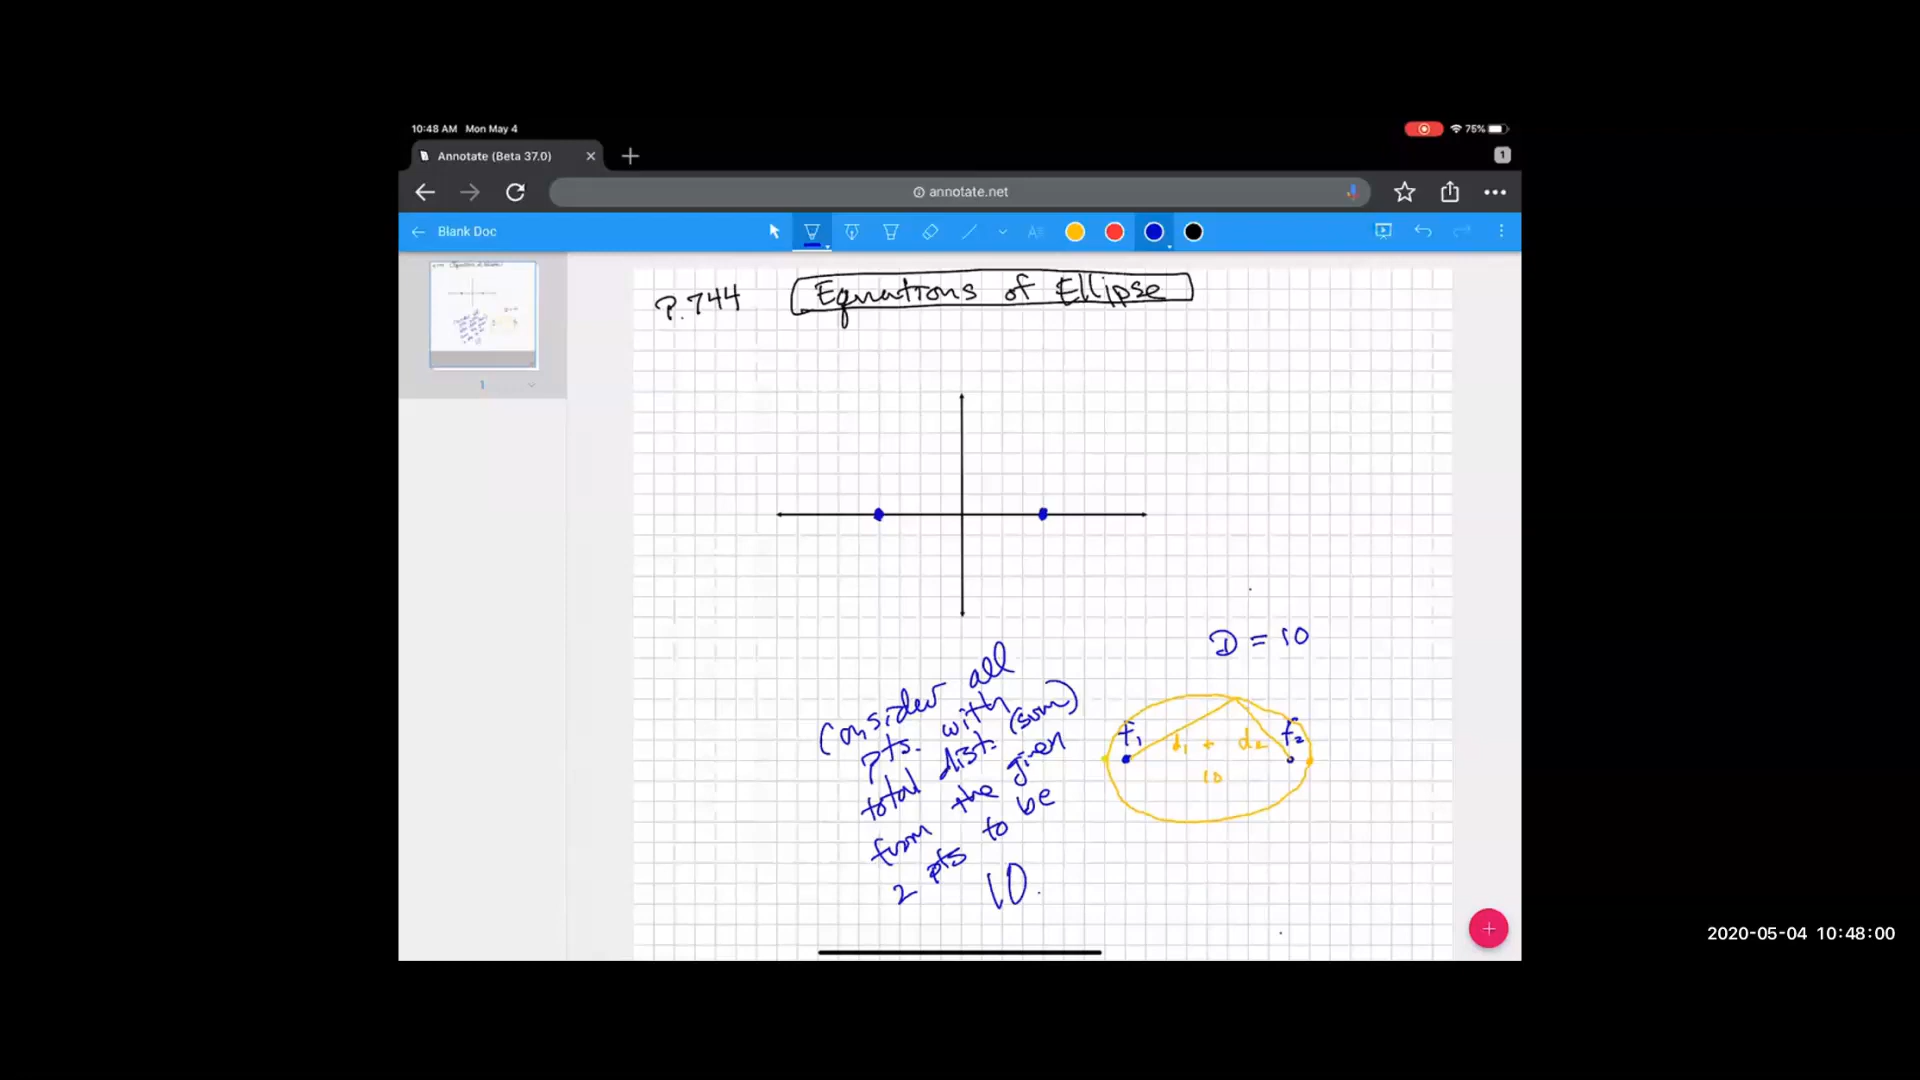 10:48 AM Mon May 4
75%
Annotate (Beta 37.0)
1
annotate.net
Blank Doc
P.744 Equations of Ellipse
1
D = 10
Consider all
pts. with
total dist. (sum)
from the given
2 pts to be
10.
f1 d1 + d2 f2
10
2020-05-04 10:48:00